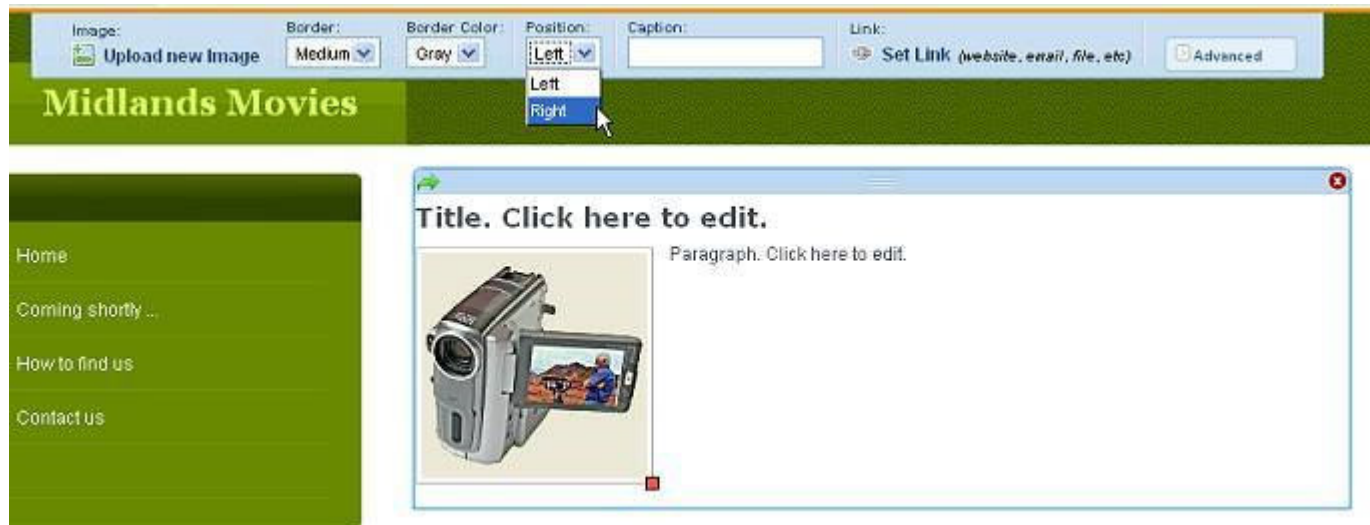 Image:
Border:
Border Color:
Position:
Caption:
Link:
Upload new Image
Medium
Gray
Left
Set Link (website, email, file, etc)
Advanced
Left
Right
Midlands Movies
Title. Click here to edit.
Paragraph. Click here to edit.
Home
Coming shortly ...
How to find us
Contact us